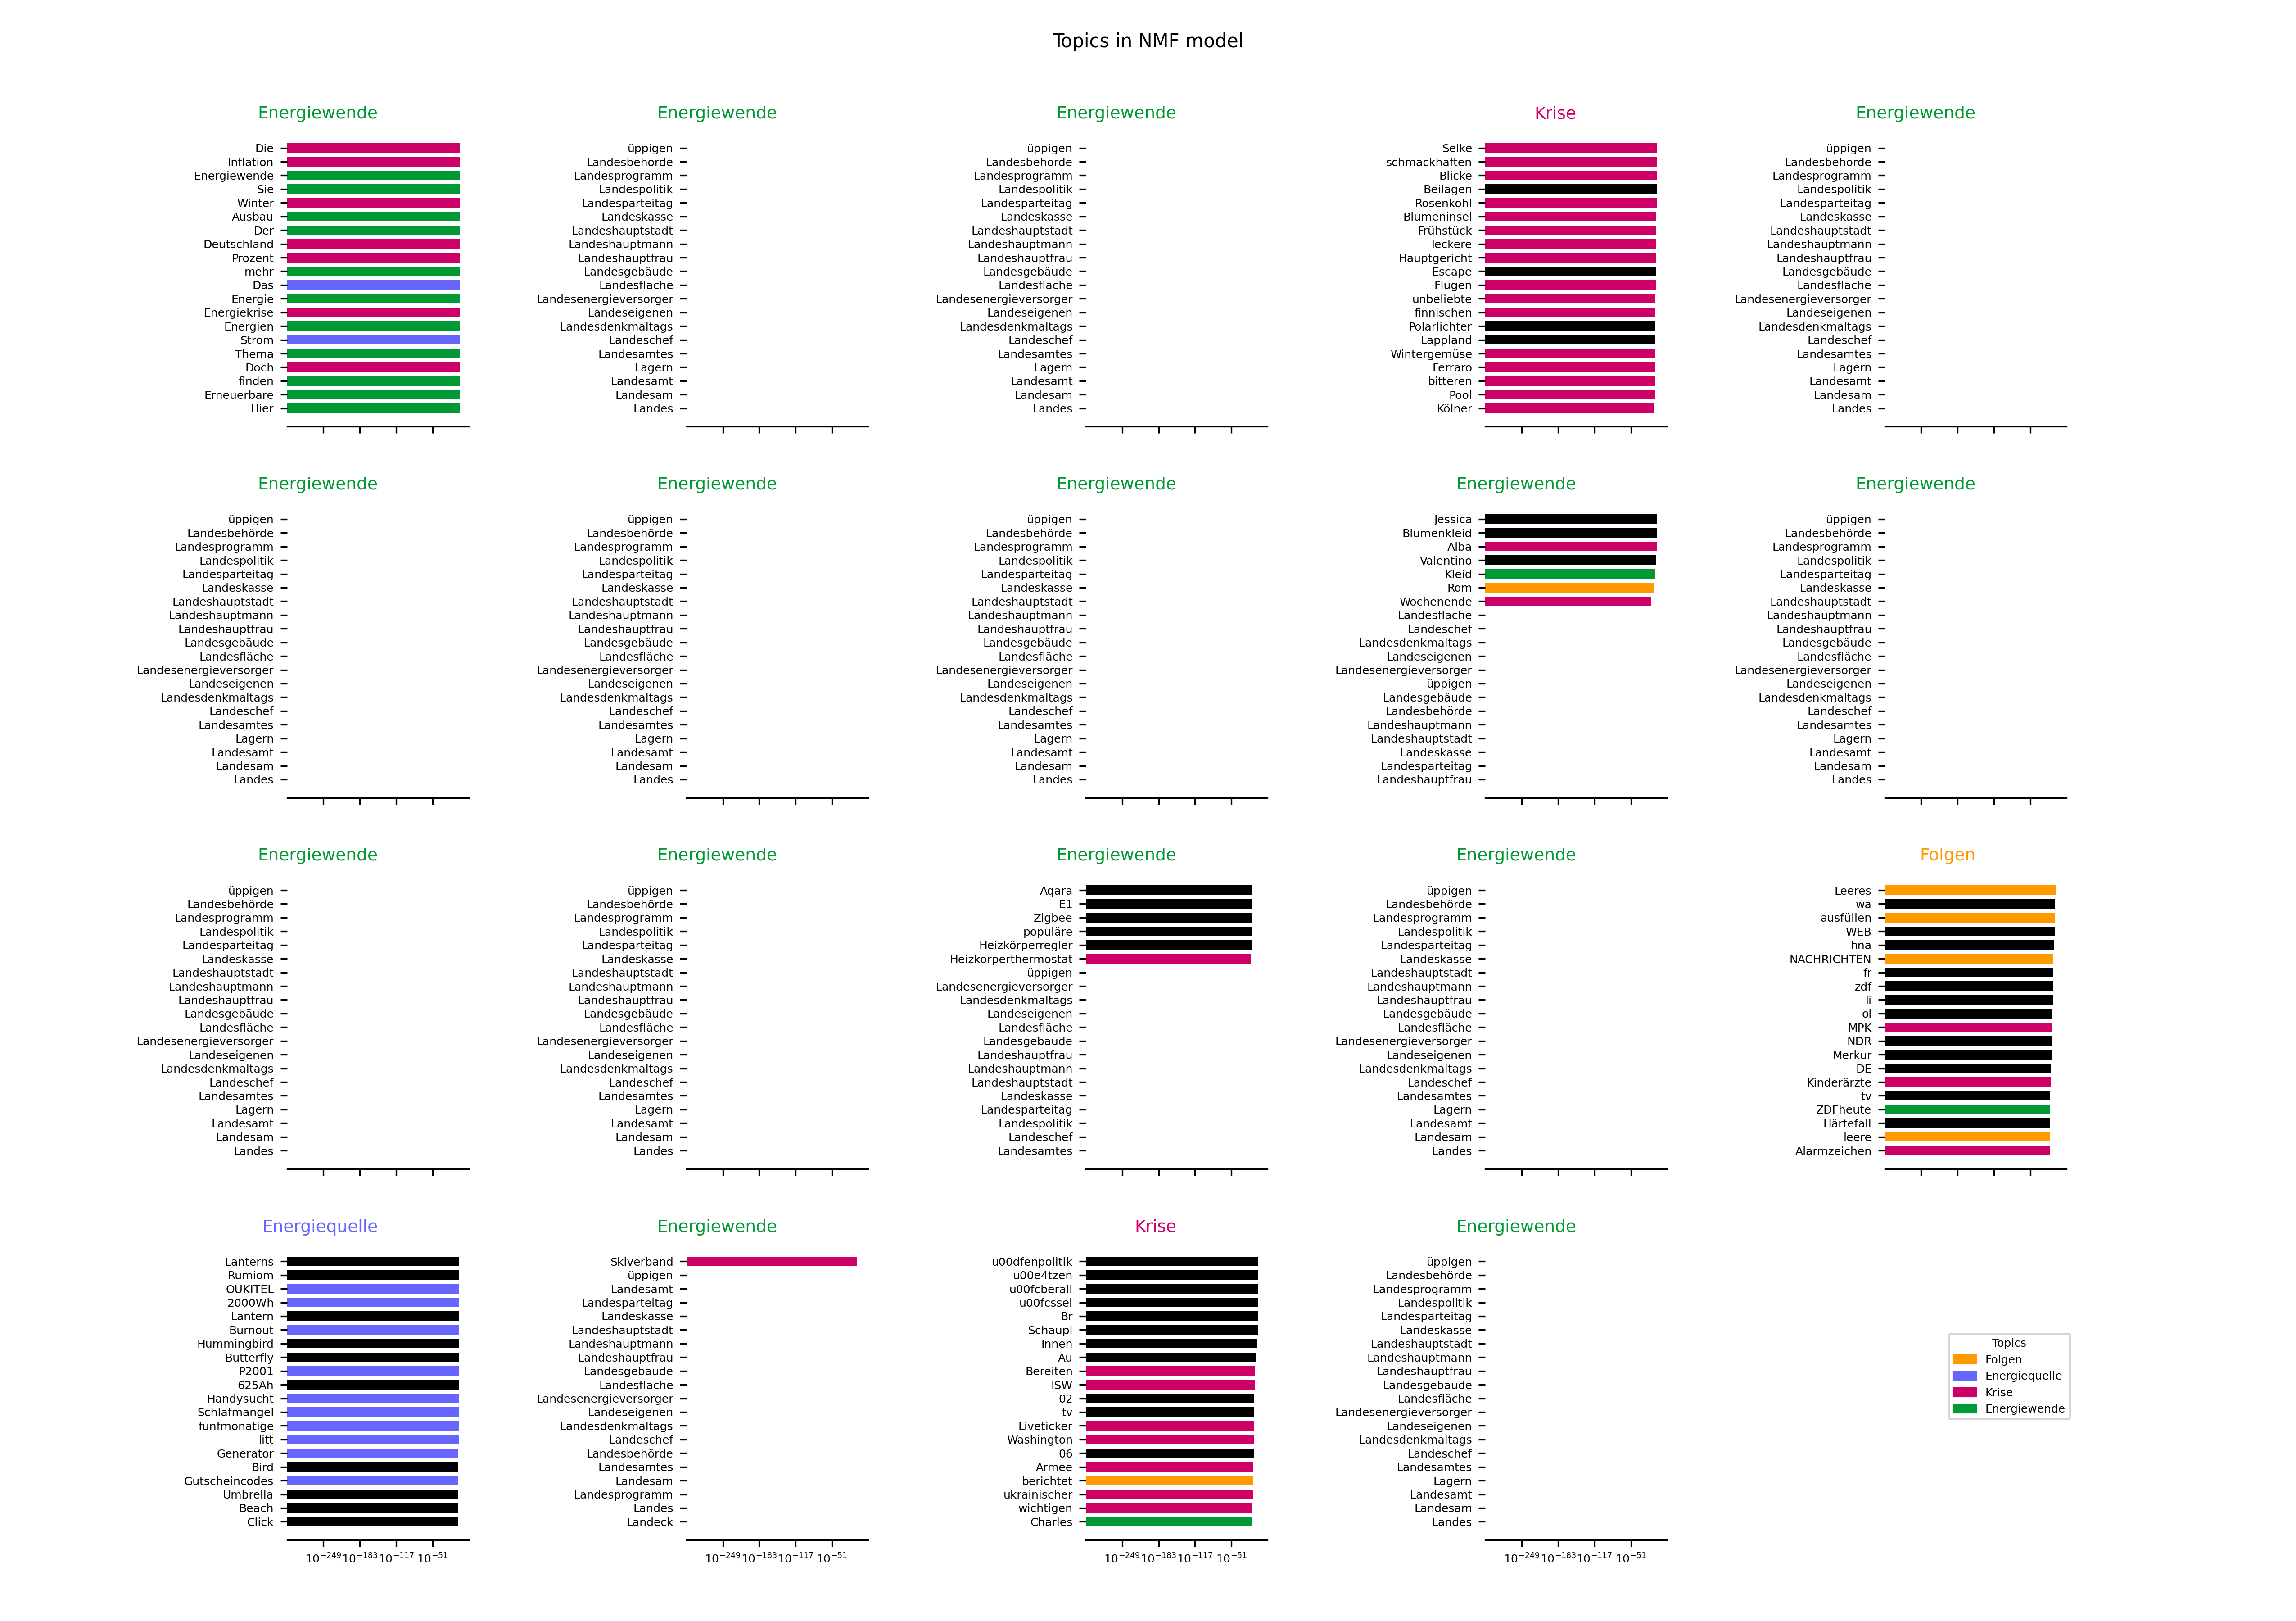 Topics in NMF model
Energiewende
Die
Inflation
Energiewende
Sie
Winter
Ausbau
Der
Deutschland
Prozent
mehr
Das
Energie
Energiekrise
Energien
Strom
Thema
Doch
finden
Erneuerbare
Hier
Energiewende
üppigen
Landesbehörde
Landesprogramm
Landespolitik
Landesparteitag
Landeskasse
Landeshauptstadt
Landeshauptmann
Landeshauptfrau
Landesgebäude
Landesfläche
Landesenergieversorger
Landeseigenen
Landesdenkmaltags
Landeschef
Landesamtes
Lagern
Landesamt
Landesam
Landes
Energiewende
üppigen
Landesbehörde
Landesprogramm
Landespolitik
Landesparteitag
Landeskasse
Landeshauptstadt
Landeshauptmann
Landeshauptfrau
Landesgebäude
Landesfläche
Landesenergieversorger
Landeseigenen
Landesdenkmaltags
Landeschef
Landesamtes
Lagern
Landesamt
Landesam
Landes
Krise
Selke
schmackhaften
Blicke
Beilagen
Rosenkohl
Blumeninsel
Frühstück
leckere
Hauptgericht
Escape
Flügen
unbeliebte
finnischen
Polarlichter
Lappland
Wintergemüse
Ferraro
bitteren
Pool
Kölner
Energiewende
üppigen
Landesbehörde
Landesprogramm
Landespolitik
Landesparteitag
Landeskasse
Landeshauptstadt
Landeshauptmann
Landeshauptfrau
Landesgebäude
Landesfläche
Landesenergieversorger
Landeseigenen
Landesdenkmaltags
Landeschef
Landesamtes
Lagern
Landesamt
Landesam
Landes
Energiewende
üppigen
Landesbehörde
Landesprogramm
Landespolitik
Landesparteitag
Landeskasse
Landeshauptstadt
Landeshauptmann
Landeshauptfrau
Landesgebäude
Landesfläche
Landesenergieversorger
Landeseigenen
Landesdenkmaltags
Landeschef
Landesamtes
Lagern
Landesamt
Landesam
Landes
Energiewende
üppigen
Landesbehörde
Landesprogramm
Landespolitik
Landesparteitag
Landeskasse
Landeshauptstadt
Landeshauptmann
Landeshauptfrau
Landesgebäude
Landesfläche
Landesenergieversorger
Landeseigenen
Landesdenkmaltags
Landeschef
Landesamtes
Lagern
Landesamt
Landesam
Landes
Energiewende
üppigen
Landesbehörde
Landesprogramm
Landespolitik
Landesparteitag
Landeskasse
Landeshauptstadt
Landeshauptmann
Landeshauptfrau
Landesgebäude
Landesfläche
Landesenergieversorger
Landeseigenen
Landesdenkmaltags
Landeschef
Landesamtes
Lagern
Landesamt
Landesam
Landes
Energiewende
Jessica
Blumenkleid
Alba
Valentino
Kleid
Rom
Wochenende
Landesfläche
Landeschef
Landesdenkmaltags
Landeseigenen
Landesenergieversorger
üppigen
Landesgebäude
Landesbehörde
Landeshauptmann
Landeshauptstadt
Landeskasse
Landesparteitag
Landeshauptfrau
Energiewende
üppigen
Landesbehörde
Landesprogramm
Landespolitik
Landesparteitag
Landeskasse
Landeshauptstadt
Landeshauptmann
Landeshauptfrau
Landesgebäude
Landesfläche
Landesenergieversorger
Landeseigenen
Landesdenkmaltags
Landeschef
Landesamtes
Lagern
Landesamt
Landesam
Landes
Energiewende
üppigen
Landesbehörde
Landesprogramm
Landespolitik
Landesparteitag
Landeskasse
Landeshauptstadt
Landeshauptmann
Landeshauptfrau
Landesgebäude
Landesfläche
Landesenergieversorger
Landeseigenen
Landesdenkmaltags
Landeschef
Landesamtes
Lagern
Landesamt
Landesam
Landes
Energiewende
üppigen
Landesbehörde
Landesprogramm
Landespolitik
Landesparteitag
Landeskasse
Landeshauptstadt
Landeshauptmann
Landeshauptfrau
Landesgebäude
Landesfläche
Landesenergieversorger
Landeseigenen
Landesdenkmaltags
Landeschef
Landesamtes
Lagern
Landesamt
Landesam
Landes
Energiewende
Aqara
E1
Zigbee
populäre
Heizkörperregler
Heizkörperthermostat
üppigen
Landesenergieversorger
Landesdenkmaltags
Landeseigenen
Landesfläche
Landesgebäude
Landeshauptfrau
Landeshauptmann
Landeshauptstadt
Landeskasse
Landesparteitag
Landespolitik
Landeschef
Landesamtes
Energiewende
üppigen
Landesbehörde
Landesprogramm
Landespolitik
Landesparteitag
Landeskasse
Landeshauptstadt
Landeshauptmann
Landeshauptfrau
Landesgebäude
Landesfläche
Landesenergieversorger
Landeseigenen
Landesdenkmaltags
Landeschef
Landesamtes
Lagern
Landesamt
Landesam
Landes
Folgen
Leeres
wa
ausfüllen
WEB
hna
NACHRICHTEN
fr
zdf
li
ol
MPK
NDR
Merkur
DE
Kinderärzte
tv
ZDFheute
Härtefall
leere
Alarmzeichen
Energiequelle
Lanterns
Rumiom
OUKITEL
2000Wh
Lantern
Burnout
Hummingbird
Butterfly
P2001
625Ah
Handysucht
Schlafmangel
fünfmonatige
litt
Generator
Bird
Gutscheincodes
Umbrella
Beach
Click
10⁻²⁴⁹ 10⁻¹⁸³ 10⁻¹¹⁷ 10⁻⁵¹
Energiewende
Skiverband
üppigen
Landesamt
Landesparteitag
Landeskasse
Landeshauptstadt
Landeshauptmann
Landeshauptfrau
Landesgebäude
Landesfläche
Landesenergieversorger
Landeseigenen
Landesdenkmaltags
Landeschef
Landesbehörde
Landesamtes
Landesam
Landesprogramm
Landes
Landeck
10⁻²⁴⁹ 10⁻¹⁸³ 10⁻¹¹⁷ 10⁻⁵¹
Krise
u00dfenpolitik
u00e4tzen
u00fcberall
u00fcssel
Br
Schaupl
Innen
Au
Bereiten
ISW
02
tv
Liveticker
Washington
06
Armee
berichtet
ukrainischer
wichtigen
Charles
10⁻²⁴⁹ 10⁻¹⁸³ 10⁻¹¹⁷ 10⁻⁵¹
Energiewende
üppigen
Landesbehörde
Landesprogramm
Landespolitik
Landesparteitag
Landeskasse
Landeshauptstadt
Landeshauptmann
Landeshauptfrau
Landesgebäude
Landesfläche
Landesenergieversorger
Landeseigenen
Landesdenkmaltags
Landeschef
Landesamtes
Lagern
Landesamt
Landesam
Landes
10⁻²⁴⁹ 10⁻¹⁸³ 10⁻¹¹⁷ 10⁻⁵¹
Topics
Folgen
Energiequelle
Krise
Energiewende